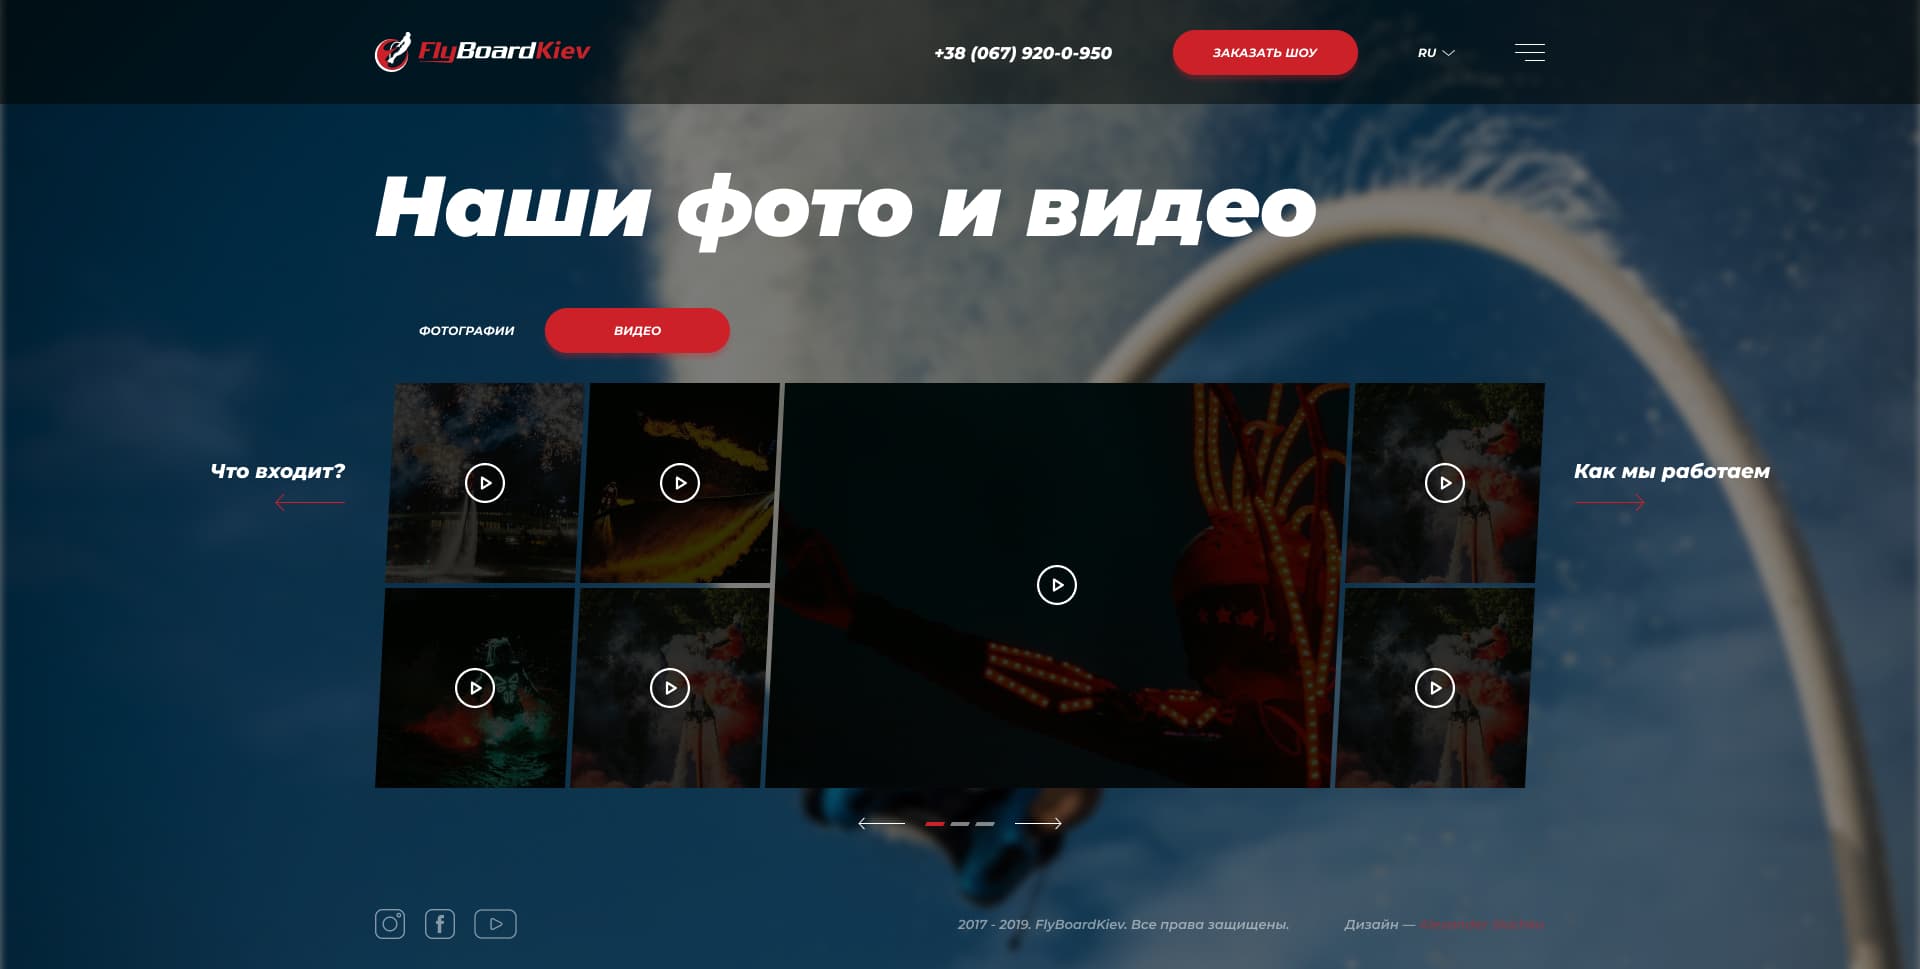 FlyBoardKiev
+38 (067) 920-0-950
ЗАКАЗАТЬ ШОУ
RU
Наши фото и видео
ФОТОГРАФИИ
ВИДЕО
Что входит?
Как мы работаем
2017 - 2019. FlyBoardKiev. Все права защищены.
Дизайн —